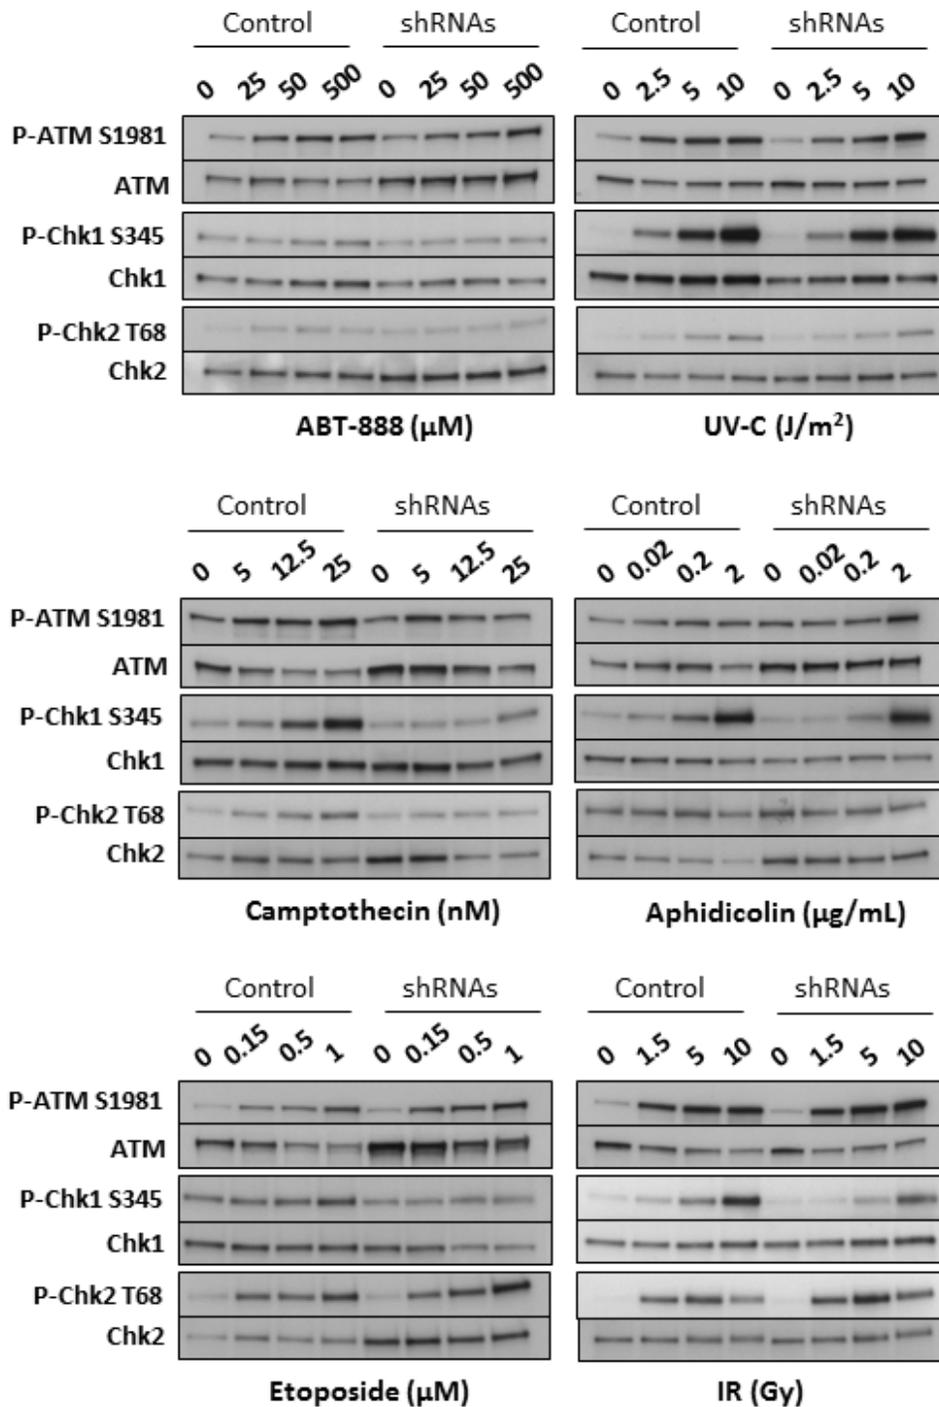 Control shRNAs Control shRNAs
0 25 50 500 0 25 50 500 0 2.5 5 10 0 2.5 5 10
P-ATM S1981
ATM
P-Chk1 S345
Chk1
P-Chk2 T68
Chk2
ABT-888 (µM) UV-C (J/m²)
Control shRNAs Control shRNAs
0 5 12.5 25 0 5 12.5 25 0 0.02 0.2 2 0 0.02 0.2 2
P-ATM S1981
ATM
P-Chk1 S345
Chk1
P-Chk2 T68
Chk2
Camptothecin (nM) Aphidicolin (µg/mL)
Control shRNAs Control shRNAs
0 0.15 0.5 1 0 0.15 0.5 1 0 1.5 5 10 0 1.5 5 10
P-ATM S1981
ATM
P-Chk1 S345
Chk1
P-Chk2 T68
Chk2
Etoposide (µM) IR (Gy)